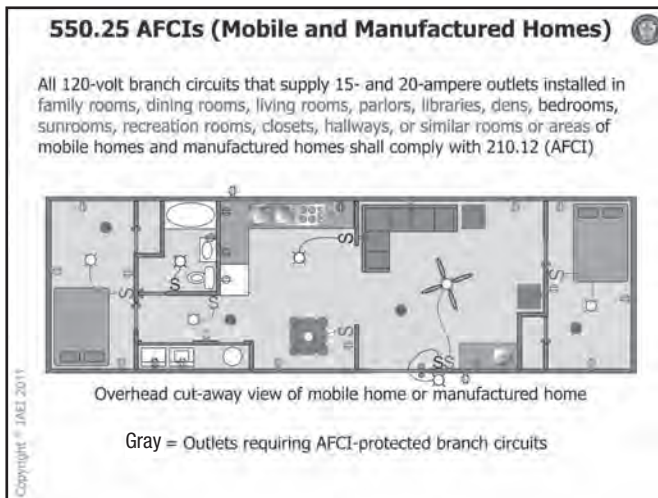 550.25 AFCIs (Mobile and Manufactured Homes)
All 120-volt branch circuits that supply 15- and 20-ampere outlets installed in
family rooms, dining rooms, living rooms, parlors, libraries, dens, bedrooms,
sunrooms, recreation rooms, closets, hallways, or similar rooms or areas of
mobile homes and manufactured homes shall comply with 210.12 (AFCI)
S
S
S
S
S
S
S S
S
Overhead cut-away view of mobile home or manufactured home
Gray = Outlets requiring AFCI-protected branch circuits
Copyright © IAEI 2011